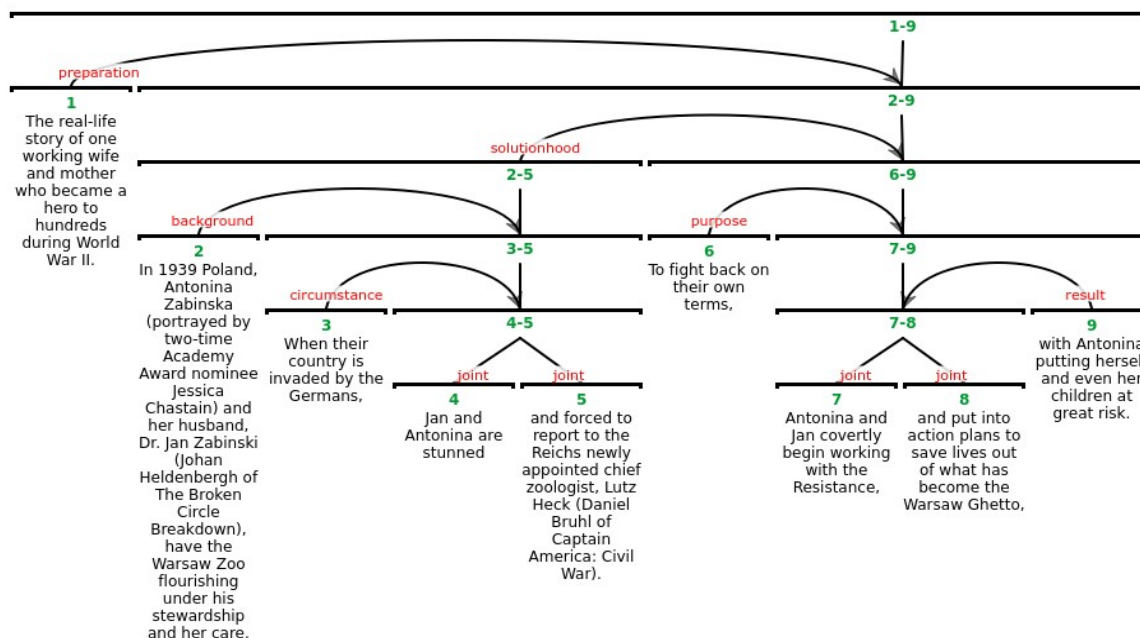 1-9
preparation
1
The real-life
story of one
working wife
and mother
who became a
hero to
hundreds
during World
War II.
2-9
solutionhood
2-5
6-9
background
2
In 1939 Poland,
Antonina
Zabinska
(portrayed by
two-time
Academy
Award nominee
Jessica
Chastain) and
her husband,
Dr. Jan Zabinski
(Johan
Heldenbergh of
The Broken
Circle
Breakdown),
have the
Warsaw Zoo
flourishing
under his
stewardship
and her care.
3-5
purpose
6
To fight back on
their own
terms,
7-9
circumstance
3
When their
country is
invaded by the
Germans,
4-5
7-8
result
9
with Antonina
putting herself
and even her
children at
great risk.
joint
4
Jan and
Antonina are
stunned
joint
5
and forced to
report to the
Reichs newly
appointed chief
zoologist, Lutz
Heck (Daniel
Bruhl of
Captain
America: Civil
War).
joint
7
Antonina and
Jan covertly
begin working
with the
Resistance,
joint
8
and put into
action plans to
save lives out
of what has
become the
Warsaw Ghetto,